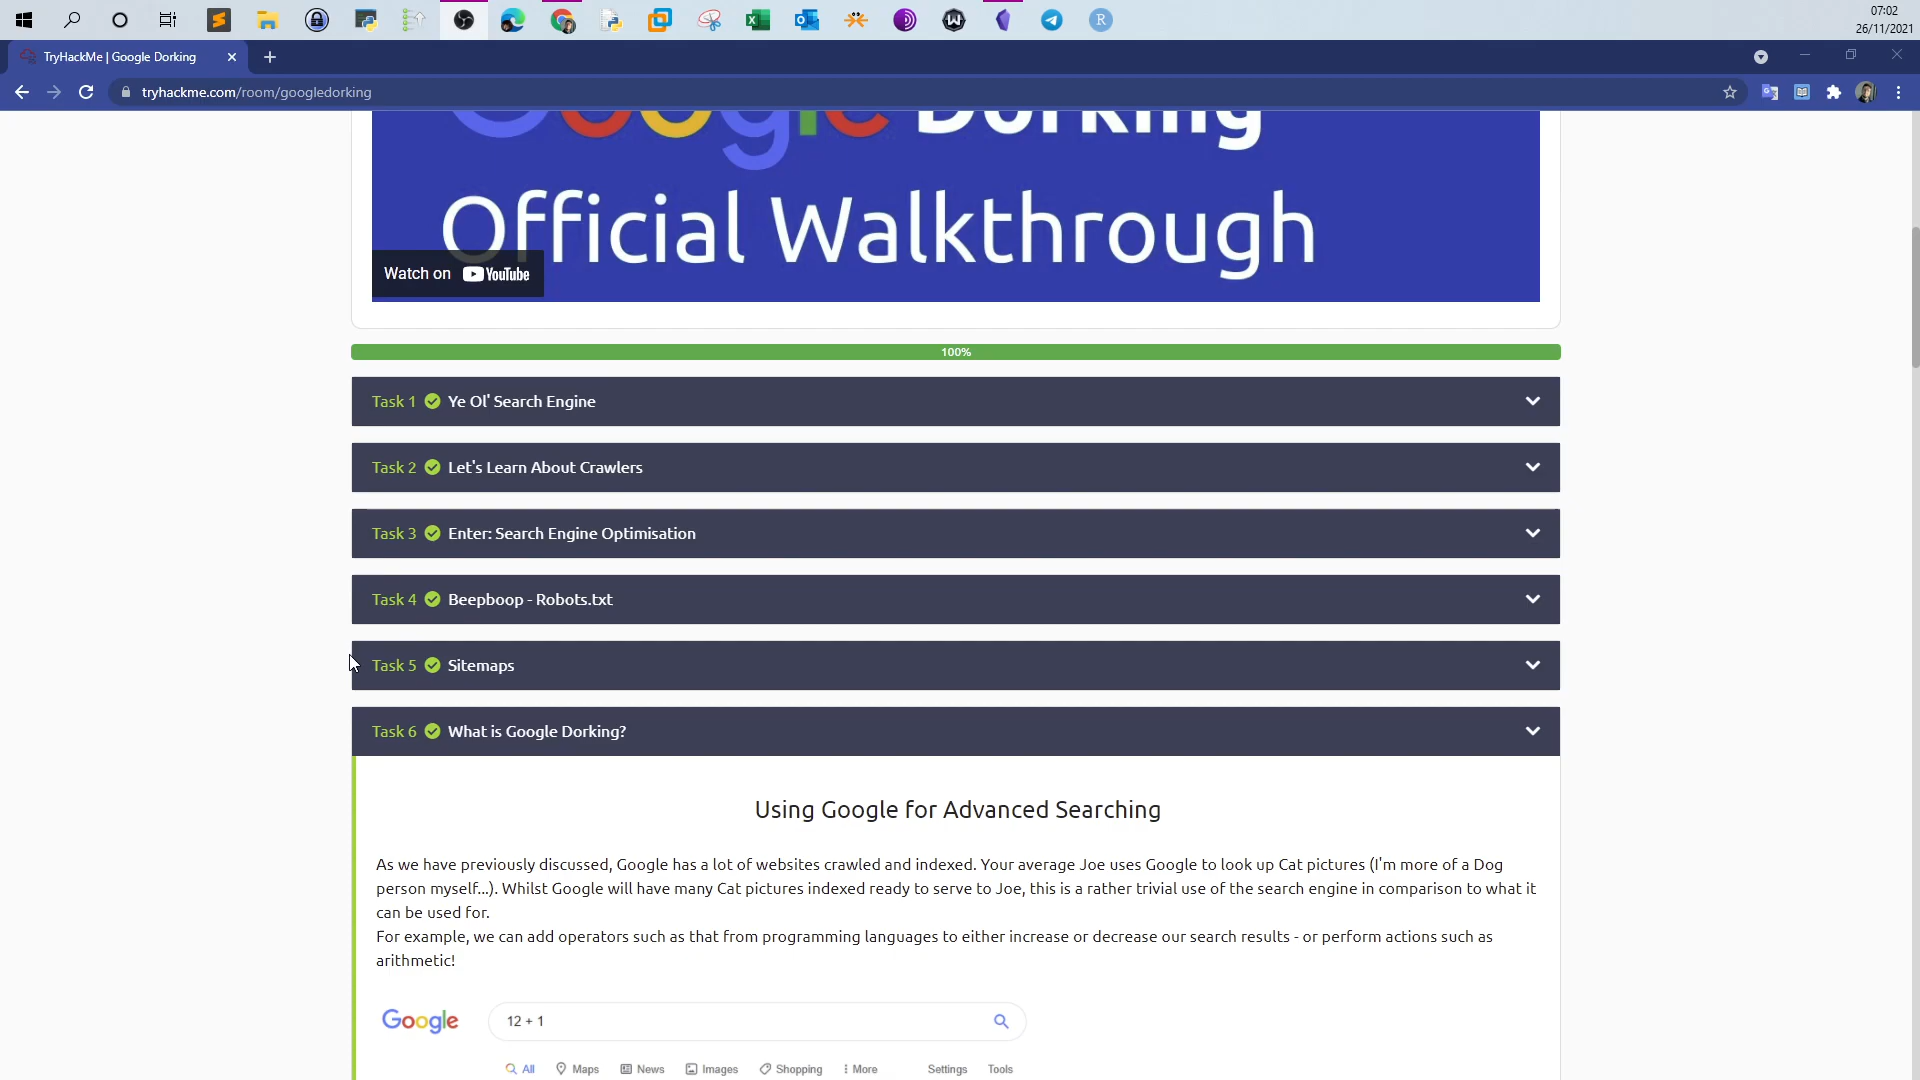 07:02
26/11/2021
TryHackMe | Google Dorking
tryhackme.com/room/googledorking
Google Dorking
Official Walkthrough
Watch on YouTube
100%
Task 1 Ye Ol' Search Engine
Task 2 Let's Learn About Crawlers
Task 3 Enter: Search Engine Optimisation
Task 4 Beepboop - Robots.txt
Task 5 Sitemaps
Task 6 What is Google Dorking?
Using Google for Advanced Searching
As we have previously discussed, Google has a lot of websites crawled and indexed. Your average Joe uses Google to look up Cat pictures (I'm more of a Dog
person myself...). Whilst Google will have many Cat pictures indexed ready to serve to Joe, this is a rather trivial use of the search engine in comparison to what it
can be used for.
For example, we can add operators such as that from programming languages to either increase or decrease our search results - or perform actions such as
arithmetic!
Google 12 + 1
All Maps News Images Shopping More Settings Tools